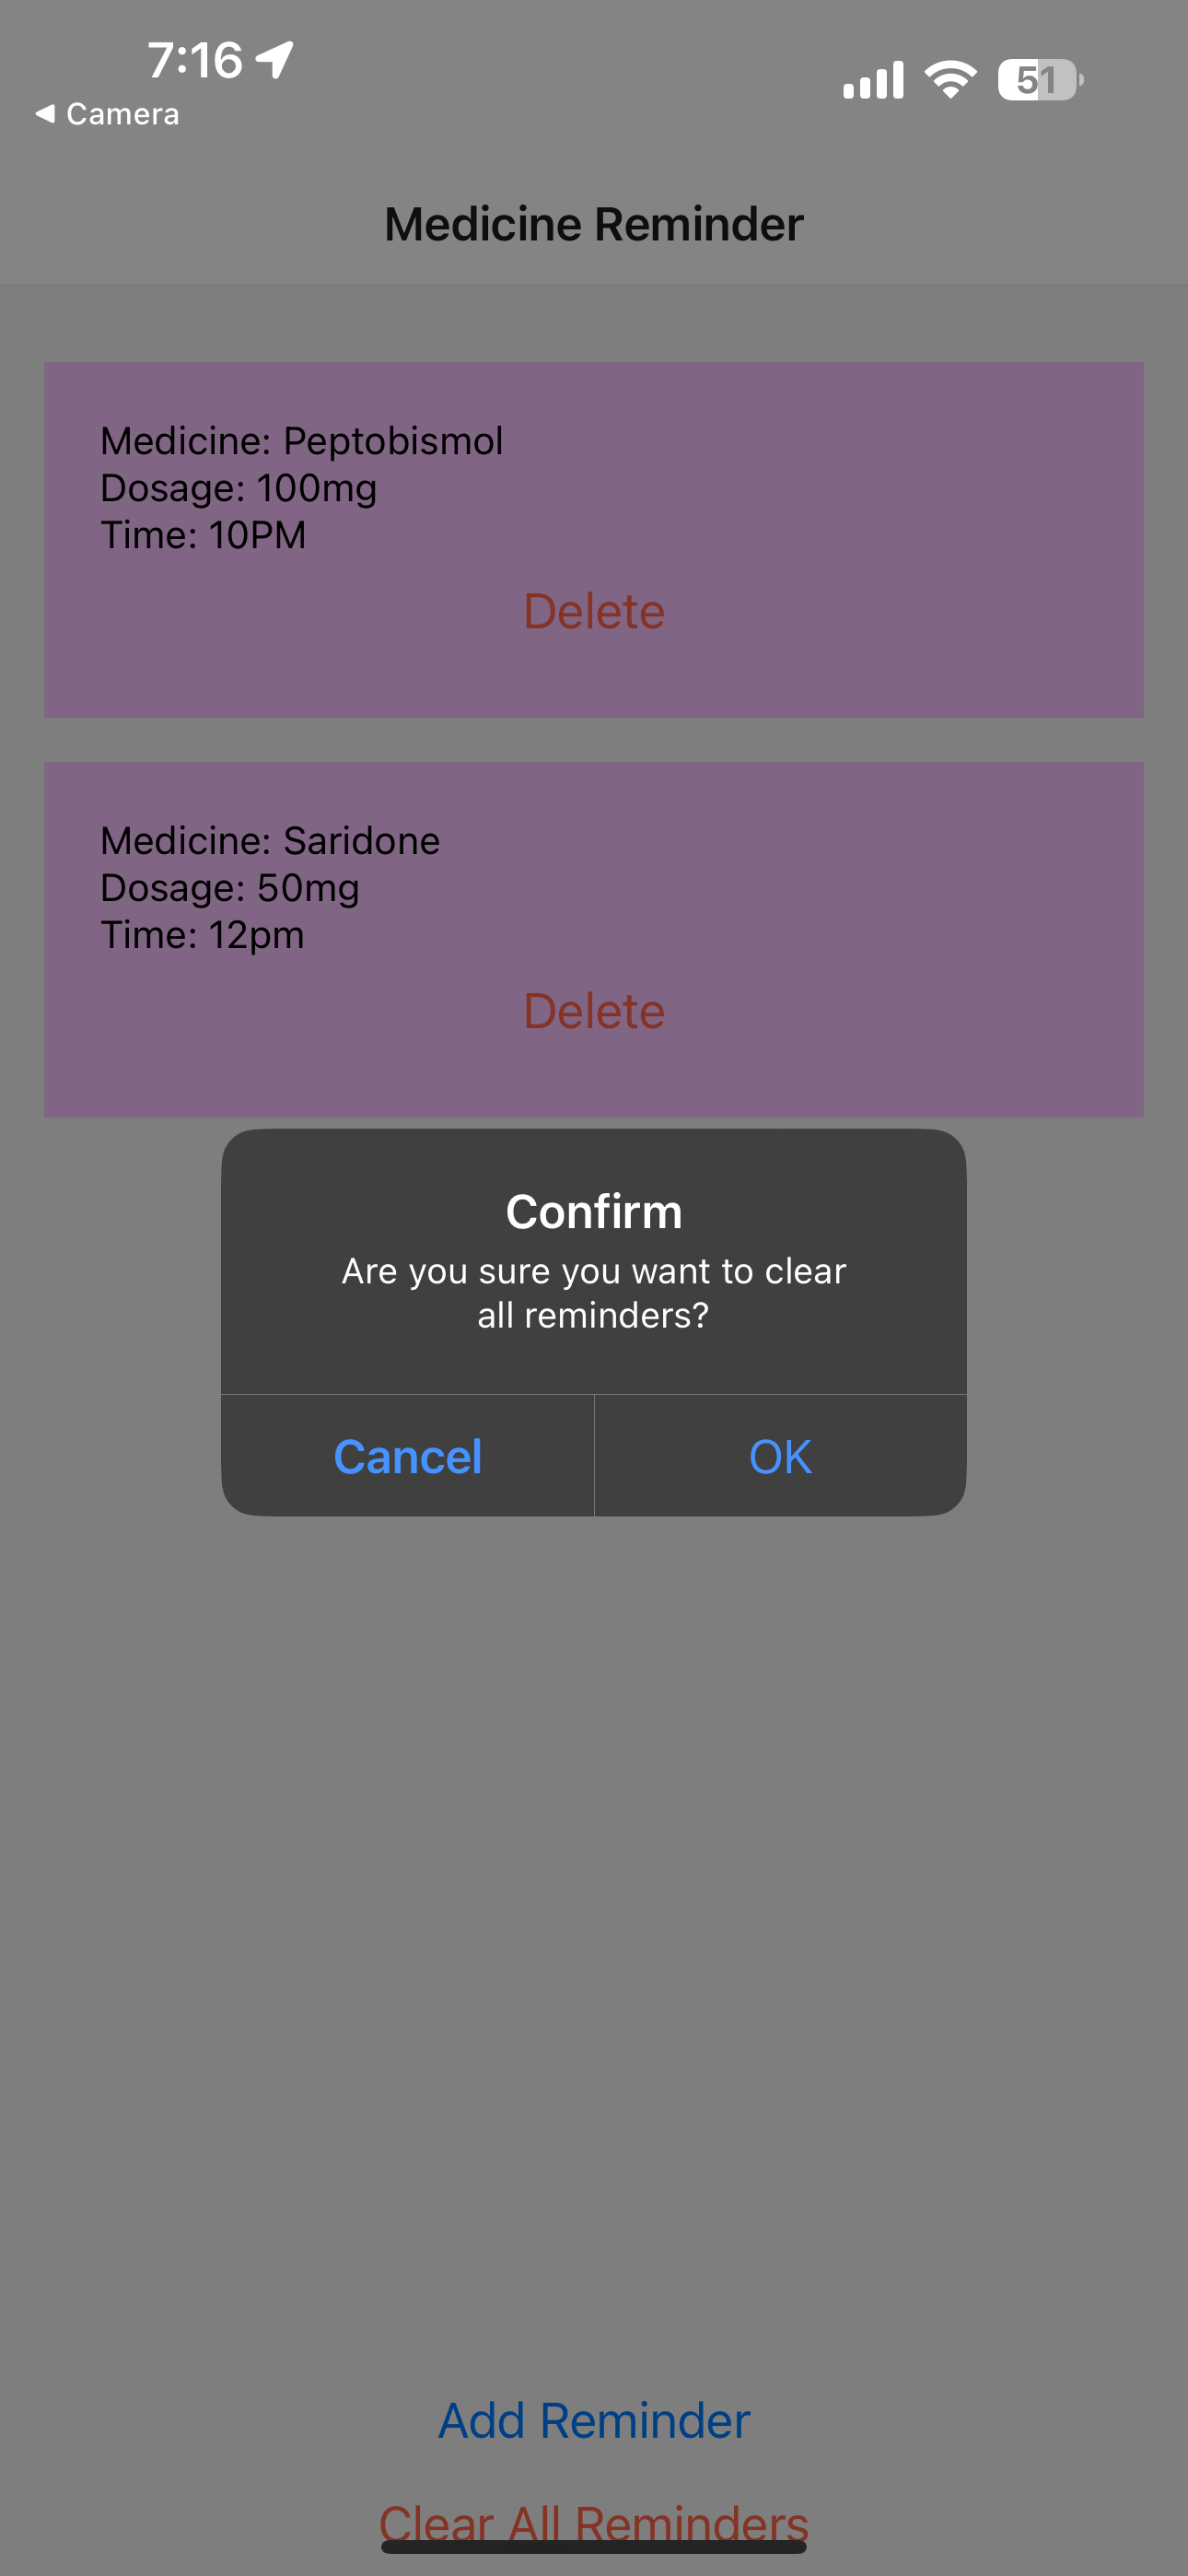 7:16
Camera
51
Medicine Reminder
Medicine: Peptobismol
Dosage: 100mg
Time: 10PM
Delete
Medicine: Saridone
Dosage: 50mg
Time: 12pm
Delete
Confirm
Are you sure you want to clear
all reminders?
Cancel
OK
Add Reminder
Clear All Reminders